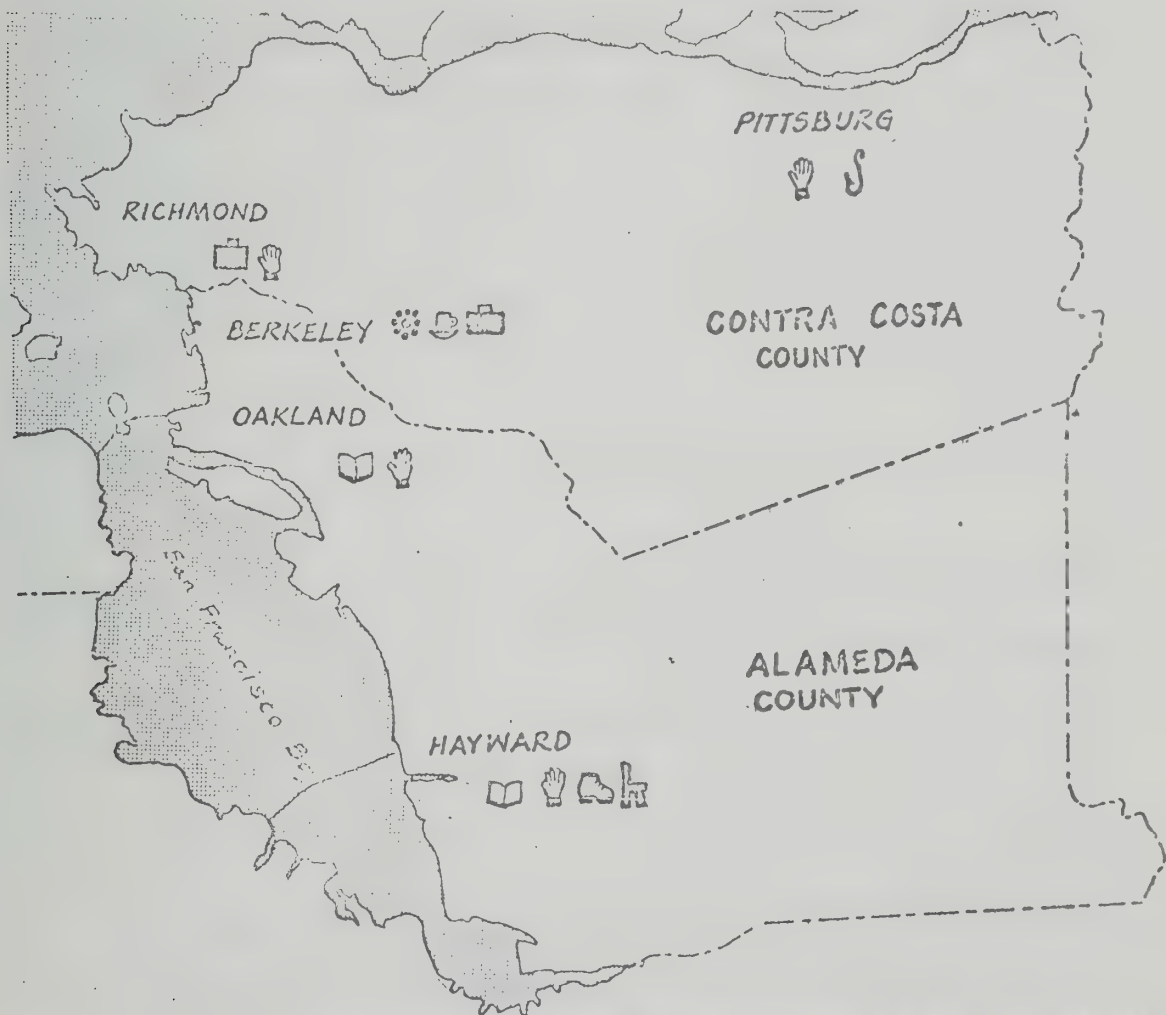 PITTSBURG
RICHMOND
BERKELEY
CONTRA COSTA
COUNTY
OAKLAND
San Francisco Bay
ALAMEDA
COUNTY
HAYWARD